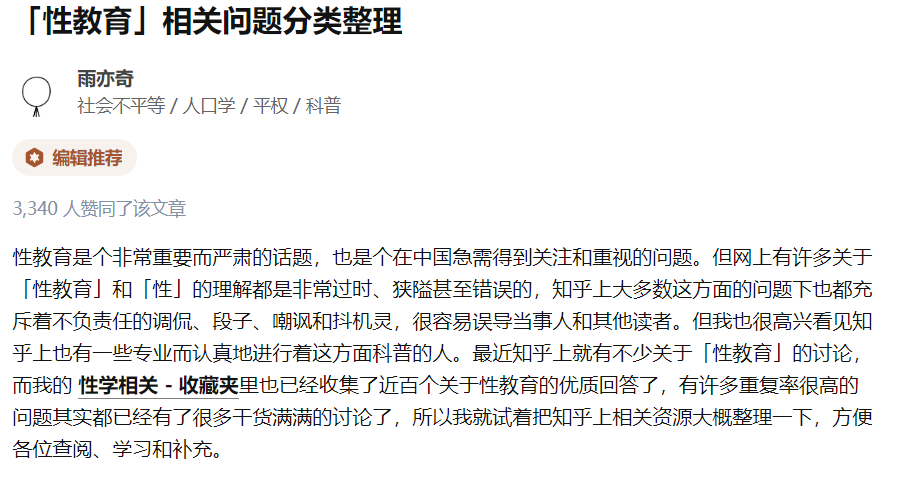 「性教育」相关问题分类整理
雨亦奇
社会不平等 / 人口学 / 平权 / 科普
编辑推荐
3,340 人赞同了该文章
性教育是个非常重要而严肃的话题，也是个在中国急需得到关注和重视的问题。但网上有许多关于
「性教育」和「性」的理解都是非常过时、狭隘甚至错误的，知乎上大多数这方面的问题下也都充
斥着不负责任的调侃、段子、嘲讽和抖机灵，很容易误导当事人和其他读者。但我也很高兴看见知
乎上也有一些专业而认真地进行着这方面科普的人。最近知乎上就有不少关于「性教育」的讨论，
而我的 性学相关 - 收藏夹里也已经收集了近百个关于性教育的优质回答了，有许多重复率很高的
问题其实都已经有了很多干货满满的讨论了，所以我就试着把知乎上相关资源大概整理一下，方便
各位查阅、学习和补充。